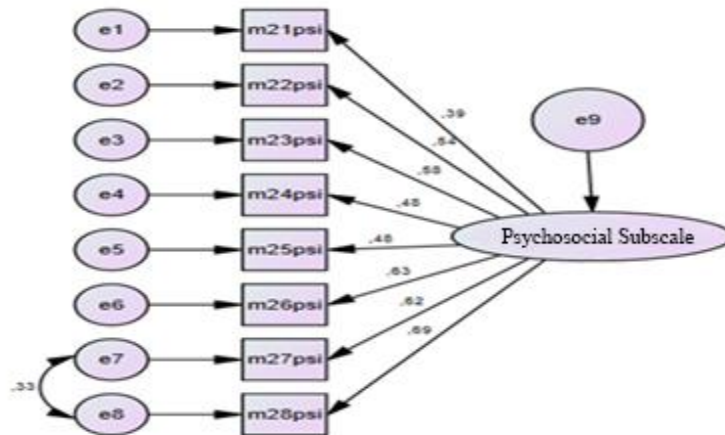 e1 m21psi
e2 m22psi
e3 m23psi
e4 m24psi
e5 m25psi
e6 m26psi
e7 m27psi
e8 m28psi
,33
,39
,54
,48
,48
,63
,62
e9
Psychosocial Subscale